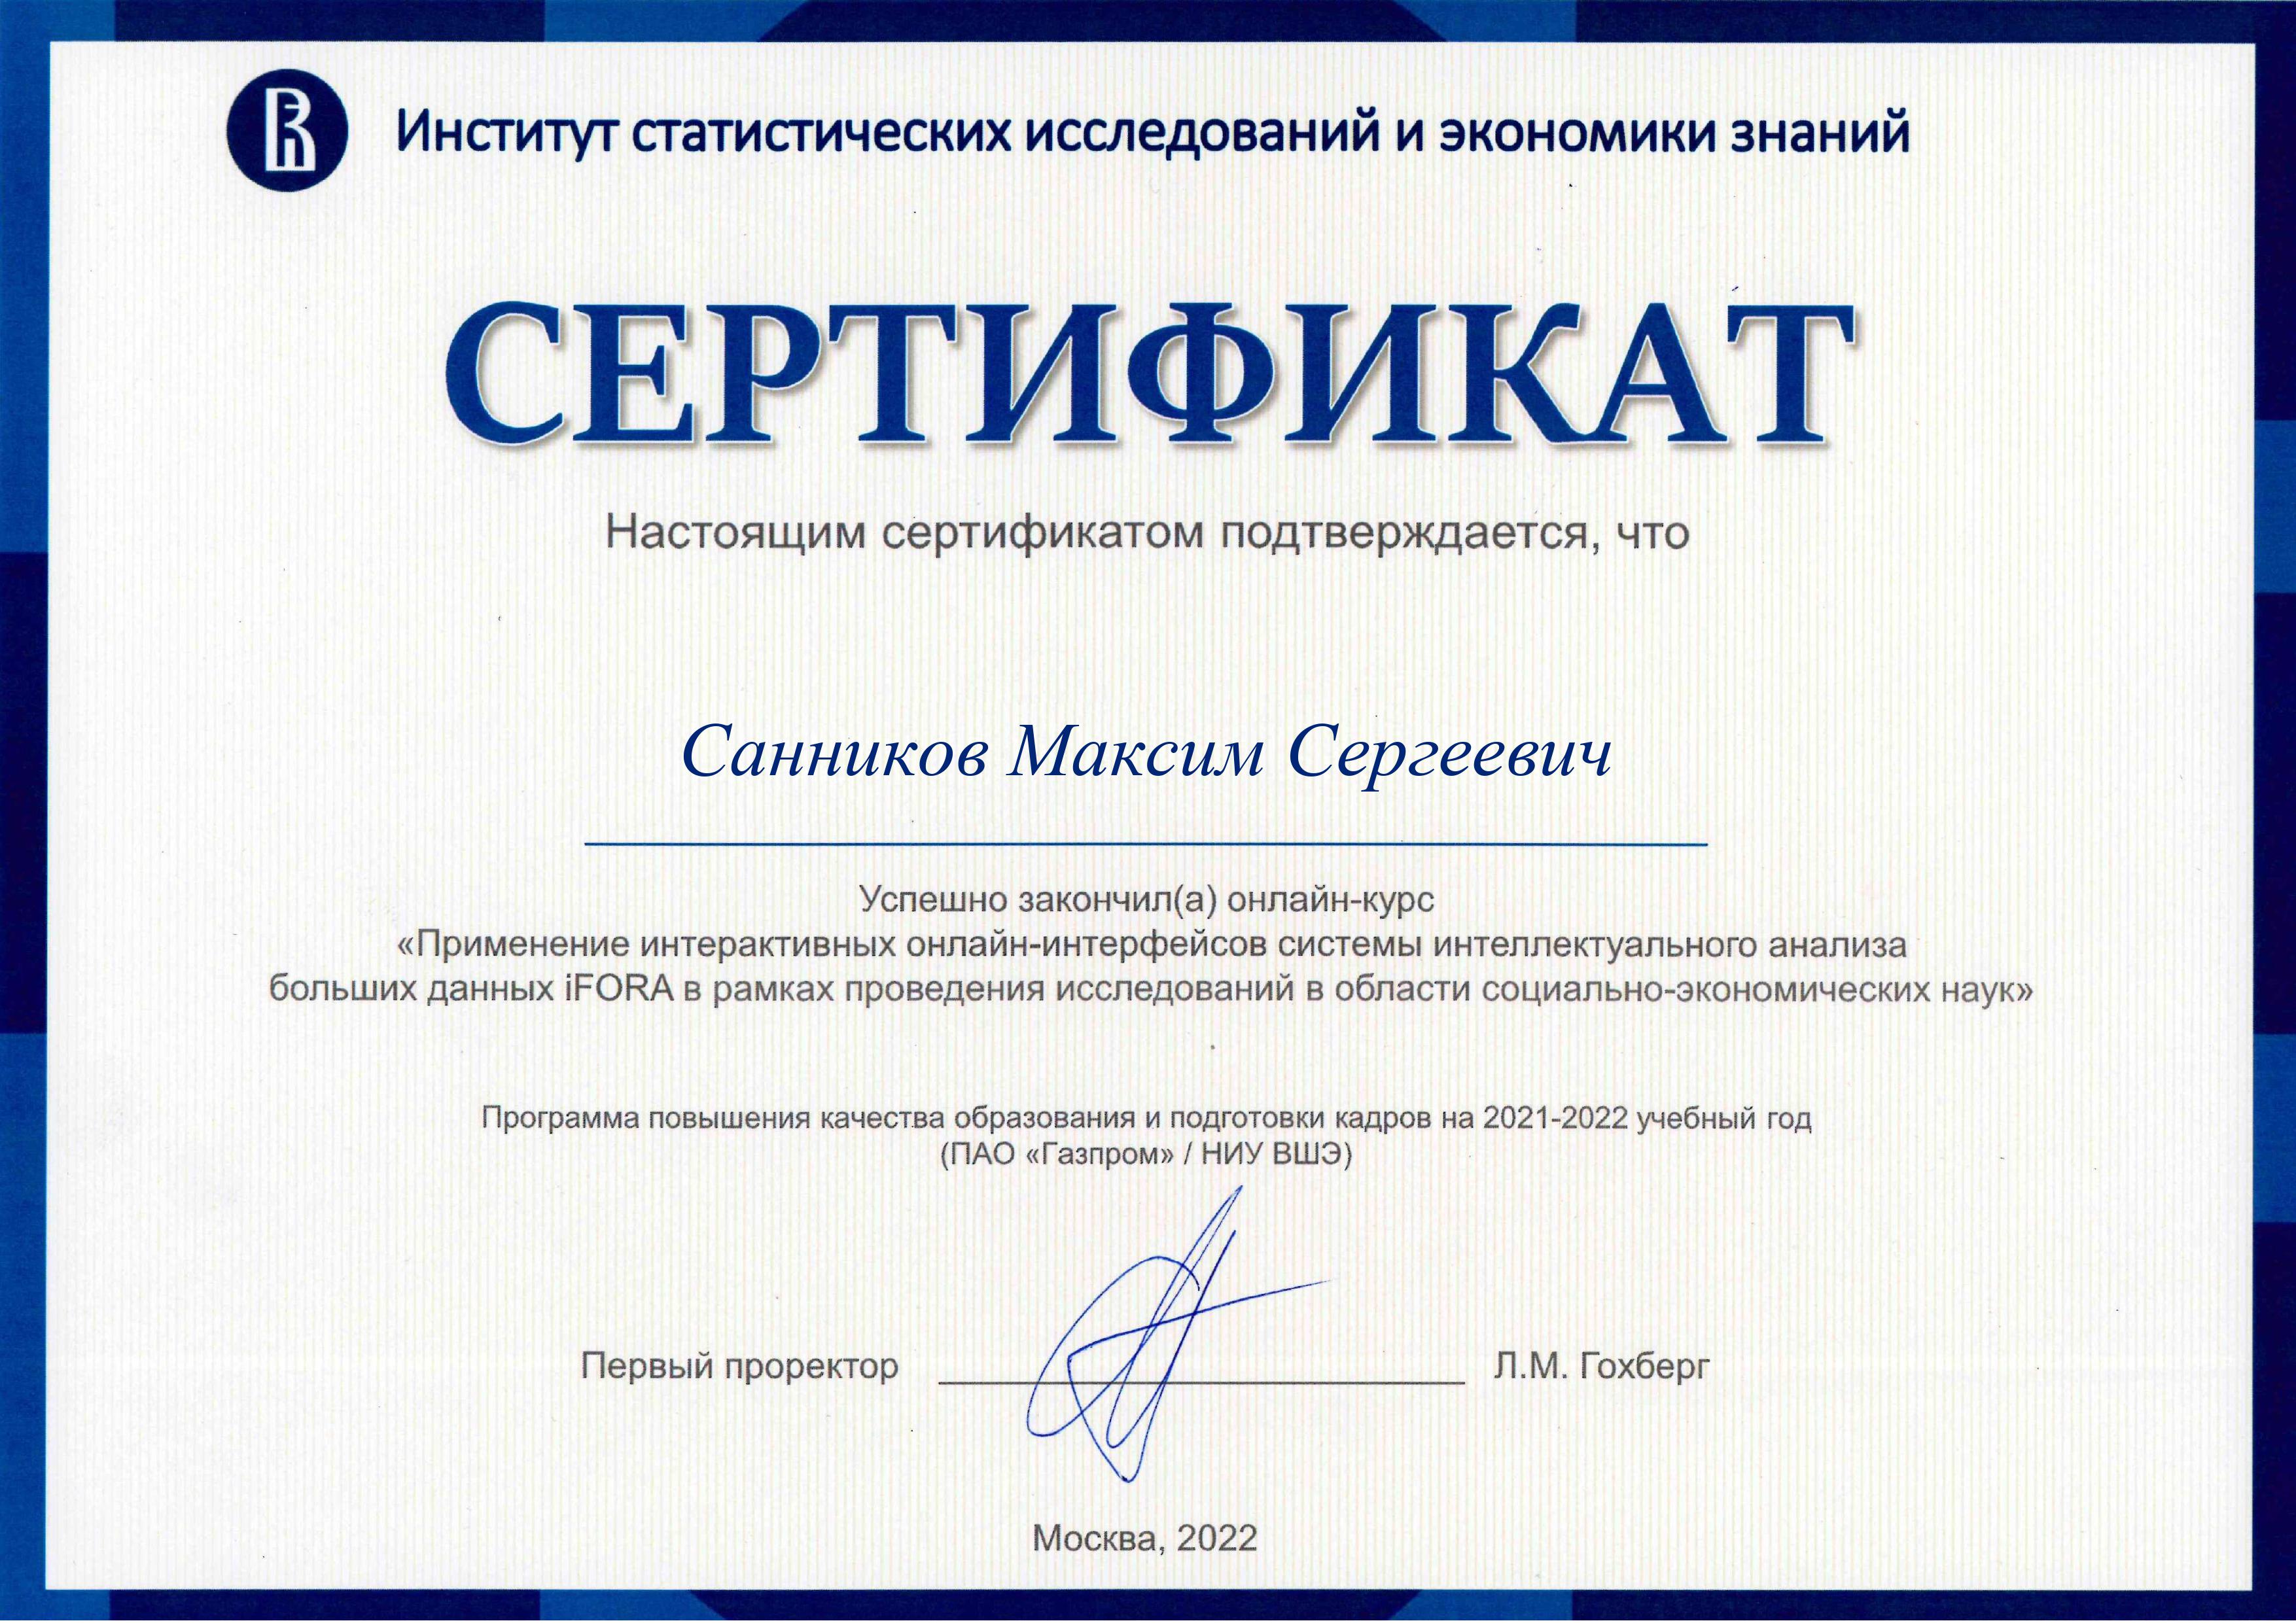 Институт статистических исследований и экономики знаний
СЕРТИФИКАТ
Настоящим сертификатом подтверждается, что
Санников Максим Сергеевич
Успешно закончил(а) онлайн-курс
«Применение интерактивных онлайн-интерфейсов системы интеллектуального анализа
больших данных iFORA в рамках проведения исследований в области социально-экономических наук»
Программа повышения качества образования и подготовки кадров на 2021-2022 учебный год
(ПАО «Газпром» / НИУ ВШЭ)
Первый проректор Л.М. Гохберг
Москва, 2022